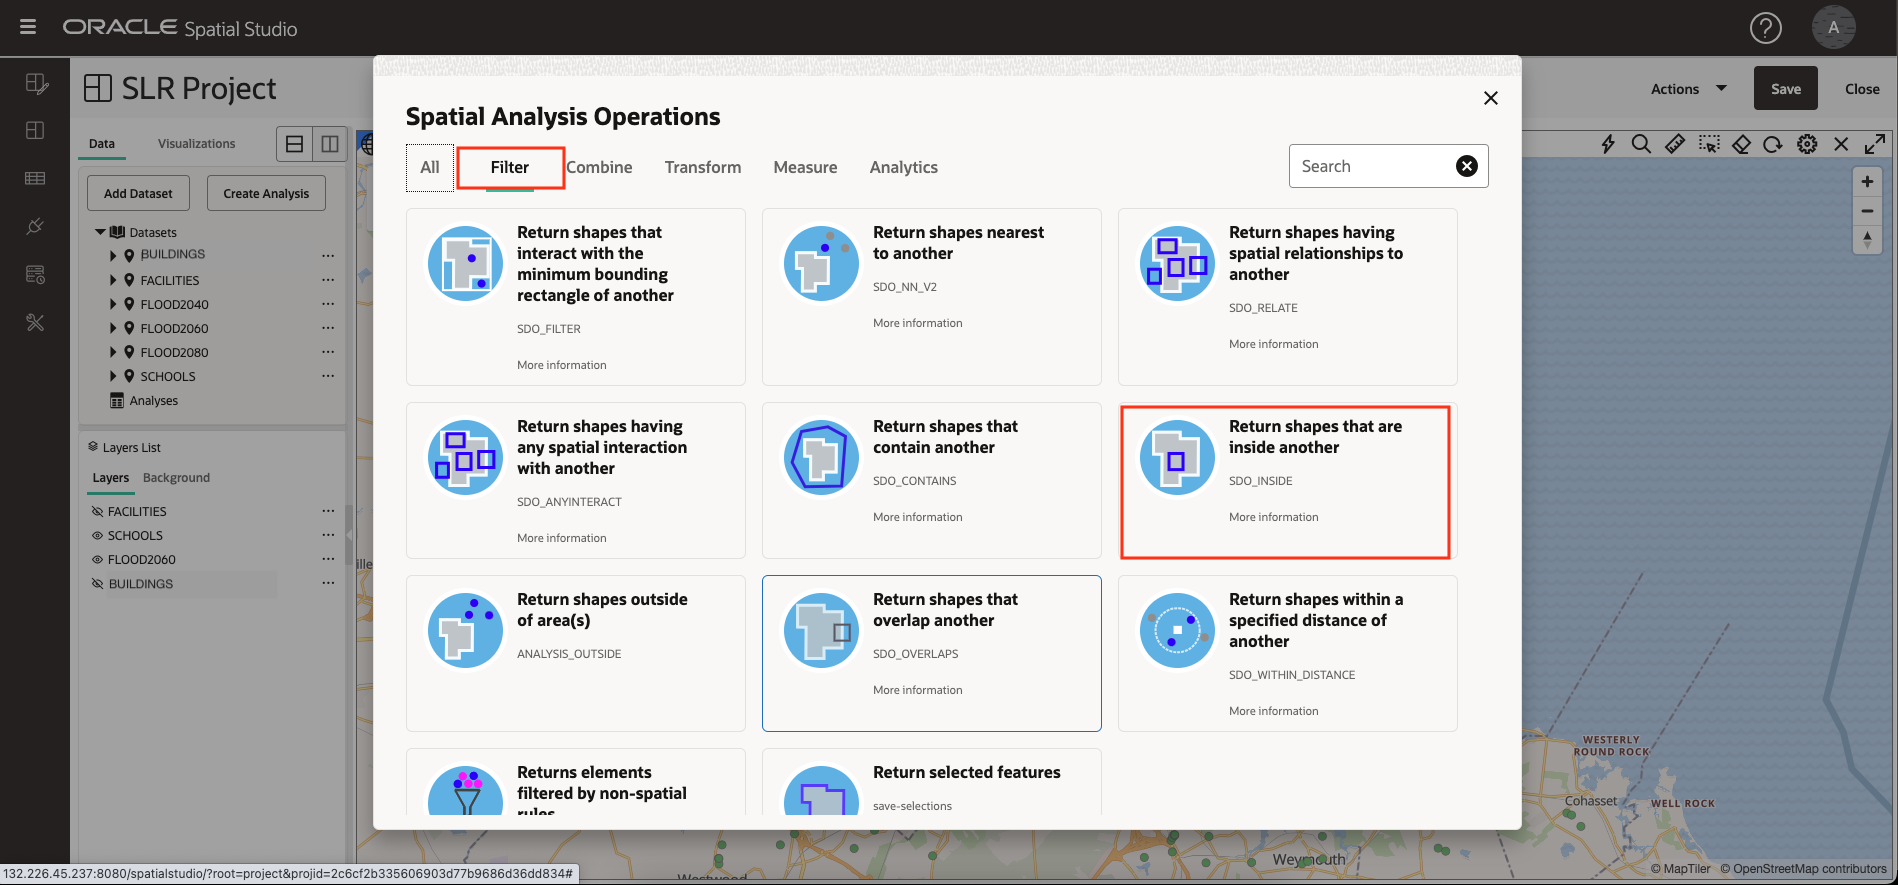 ORACLE Spatial Studio
A
SLR Project
Actions
Save
Close
Data
Visualizations
Add Dataset
Create Analysis
Datasets
BUILDINGS
FACILITIES
FLOOD2040
FLOOD2060
FLOOD2080
SCHOOLS
Analyses
Layers List
Layers
Background
FACILITIES
SCHOOLS
FLOOD2060
BUILDINGS
Spatial Analysis Operations
All
Filter
Combine
Transform
Measure
Analytics
Search
Return shapes that
interact with the
minimum bounding
rectangle of another
SDO_FILTER
More information
Return shapes nearest
to another
SDO_NN_V2
More information
Return shapes having
spatial relationships to
another
SDO_RELATE
More information
Return shapes having
any spatial interaction
with another
SDO_ANYINTERACT
More information
Return shapes that
contain another
SDO_CONTAINS
More information
Return shapes that are
inside another
SDO_INSIDE
More information
Return shapes outside
of area(s)
ANALYSIS_OUTSIDE
Return shapes that
overlap another
SDO_OVERLAPS
More information
Return shapes within a
specified distance of
another
SDO_WITHIN_DISTANCE
More information
Returns elements
filtered by non-spatial
rules
Return selected features
save-selections
ille
WESTERLY
ROUND ROCK
Cohasset
WELL ROCK
Weymouth
Westwood
© MapTiler © OpenStreetMap contributors
132.226.45.237:8080/spatialstudio/?root=project&projid=2c6cf2b335606903d77b9686d36dd834#